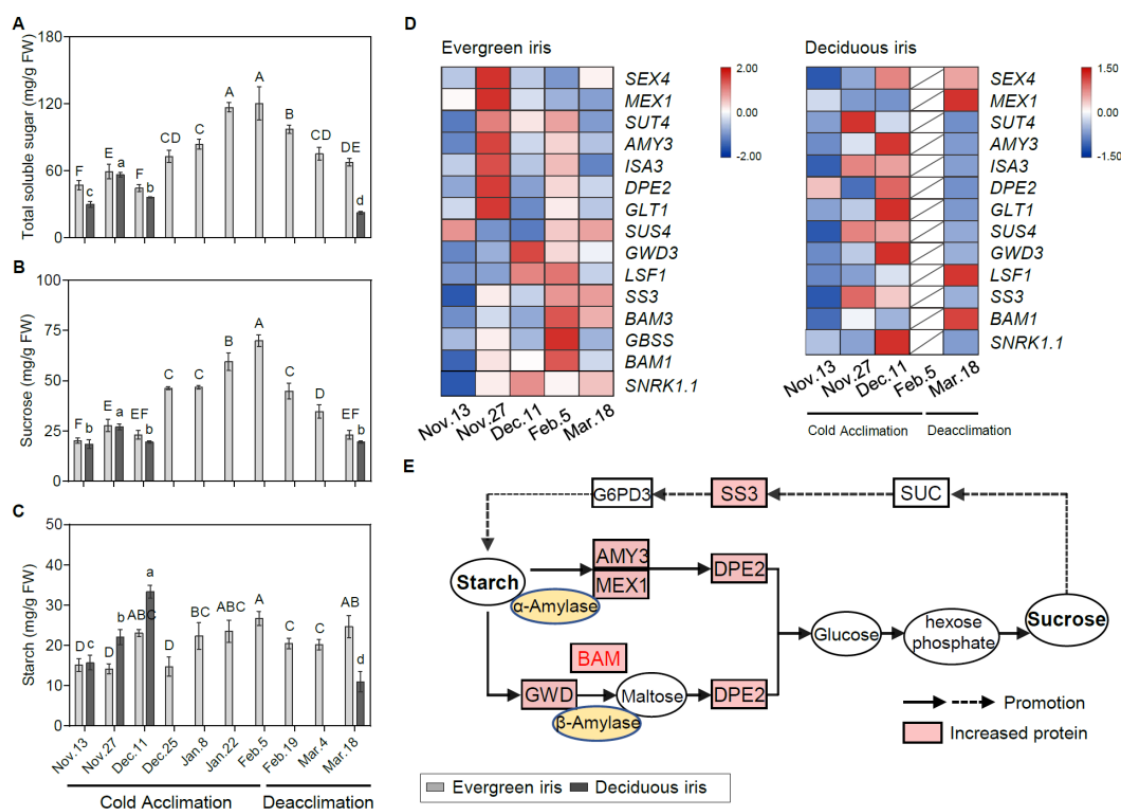 A
Total soluble sugar (mg/g FW)
180
120
60
0
F c E a F b CD C A A B CD DE d
B
Sucrose (mg/g FW)
100
75
50
25
0
F b E a EF b C C B A C D EF b
C
Starch (mg/g FW)
50
40
30
20
10
0
D c D b ABC a D BC ABC A C C AB d
Nov.13 Nov.27 Dec.11 Dec.25 Jan.8 Jan.22 Feb.5 Feb.19 Mar.4 Mar.18
Cold Acclimation Deacclimation
Evergreen iris Deciduous iris
D
Evergreen iris
SEX4
MEX1
SUT4
AMY3
ISA3
DPE2
GLT1
SUS4
GWD3
LSF1
SS3
BAM3
GBSS
BAM1
SNRK1.1
Nov.13 Nov.27 Dec.11 Feb.5 Mar.18
2.00
0.00
-2.00
Deciduous iris
SEX4
MEX1
SUT4
AMY3
ISA3
DPE2
GLT1
SUS4
GWD3
LSF1
SS3
BAM1
SNRK1.1
Nov.13 Nov.27 Dec.11 Feb.5 Mar.18
Cold Acclimation Deacclimation
1.50
0.00
-1.50
E
G6PD3 SS3 SUC
Starch
AMY3
MEX1
α-Amylase
DPE2
BAM
GWD
Maltose
β-Amylase
DPE2
Glucose
hexose
phosphate
Sucrose
Promotion
Increased protein